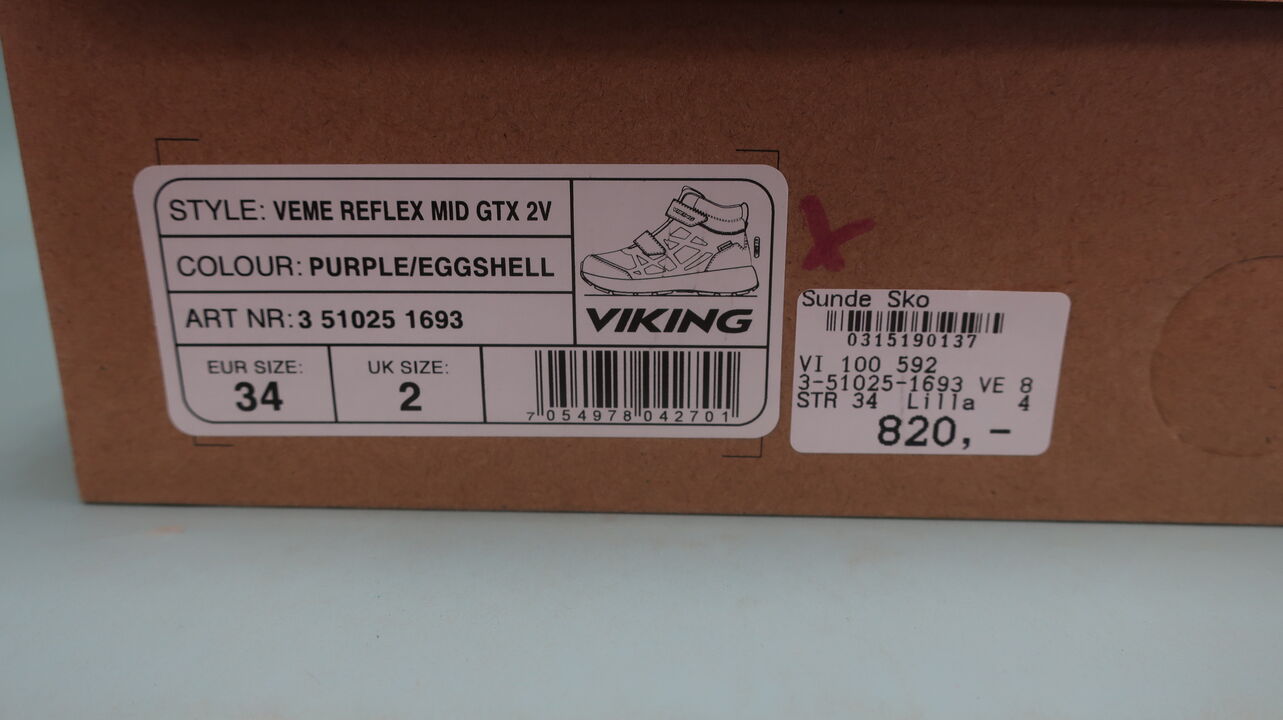 STYLE: VEME REFLEX MID GTX 2V
COLOUR: PURPLE/EGGSHELL
ART NR: 3 51025 1693
EUR SIZE:
34
UK SIZE:
2
7 054978 042701
VIKING
Sunde Sko
0315190137
VI 100 592
3-51025-1693 VE 8
STR 34 Lilla 4
820,-